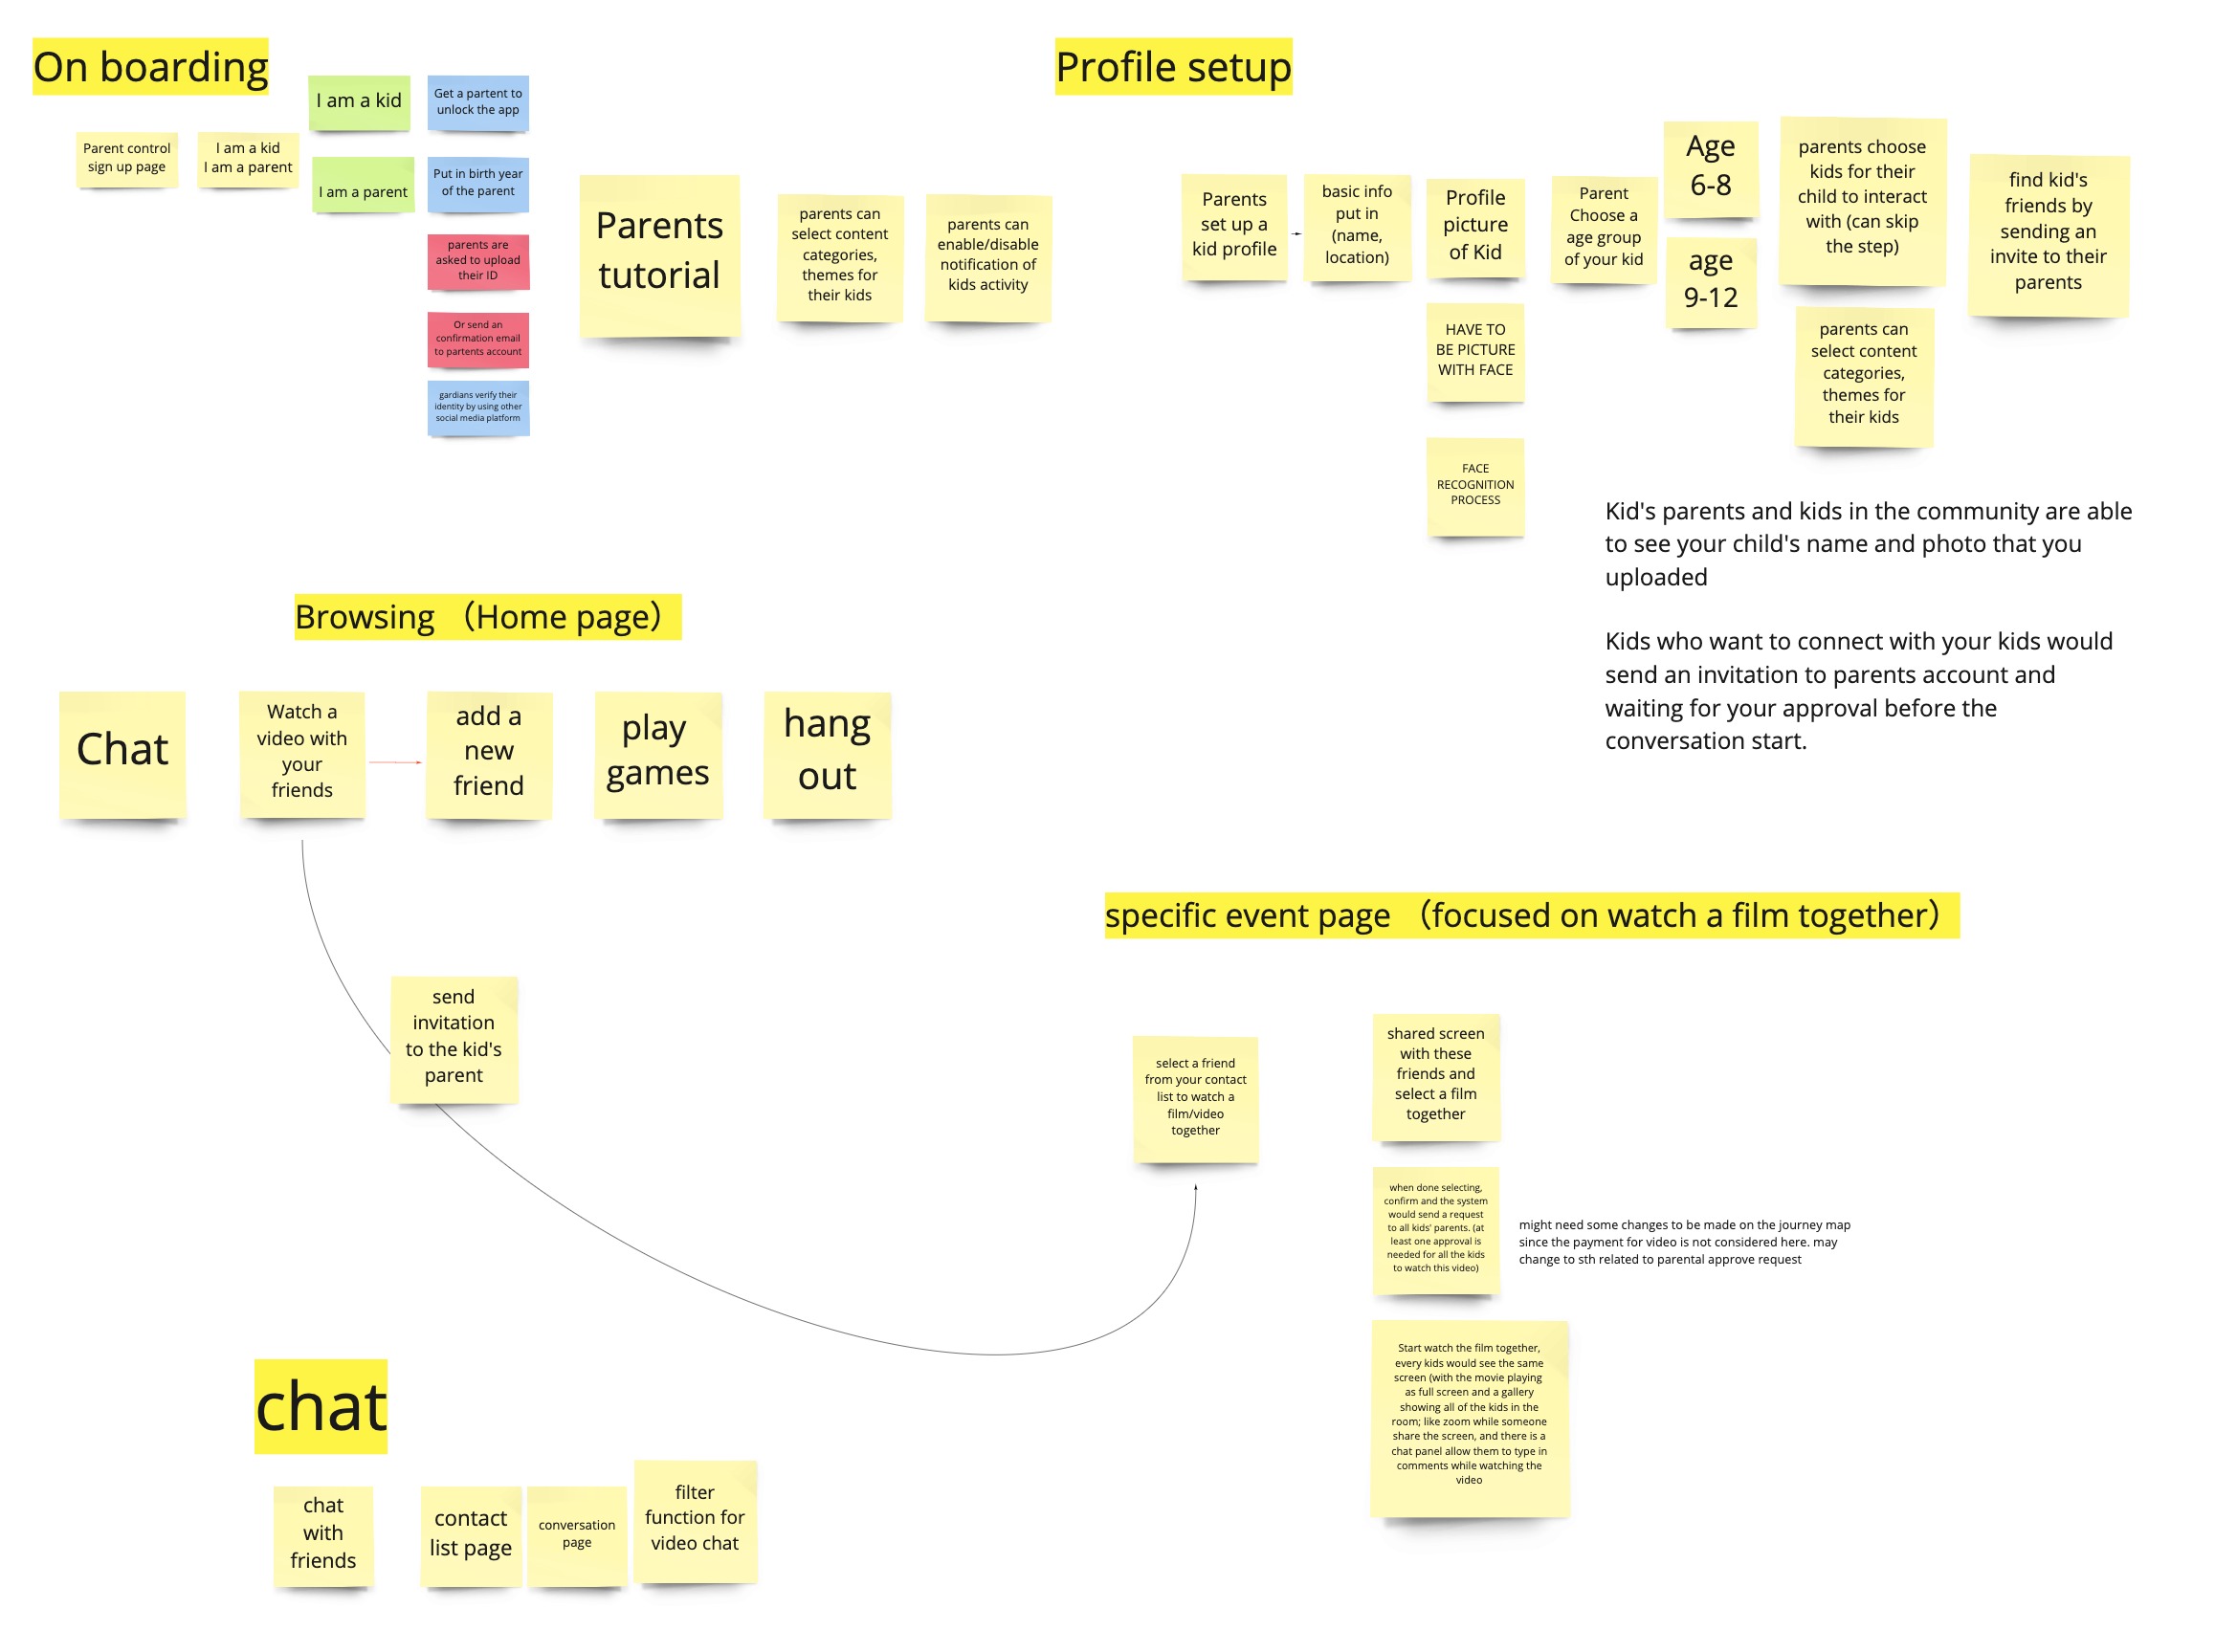 On boarding
Parent control
sign up page
I am a kid
I am a parent
I am a kid
I am a parent
Get a partent to
unlock the app
Put in birth year
of the parent
parents are
asked to upload
their ID
Or send an
confirmation email
to partents account
gardians verify their
identity by using other
social media platform
Parents
tutorial
parents can
select content
categories,
themes for
their kids
parents can
enable/disable
notification of
kids activity
Profile setup
Parents
set up a
kid profile
basic info
put in
(name,
location)
Profile
picture
of Kid
HAVE TO
BE PICTURE
WITH FACE
FACE
RECOGNITION
PROCESS
Parent
Choose a
age group
of your kid
Age
6-8
age
9-12
parents choose
kids for their
child to interact
with (can skip
the step)
parents can
select content
categories,
themes for
their kids
find kid's
friends by
sending an
invite to their
parents
Kid's parents and kids in the community are able
to see your child's name and photo that you
uploaded
Kids who want to connect with your kids would
send an invitation to parents account and
waiting for your approval before the
conversation start.
Browsing （Home page）
Chat
Watch a
video with
your
friends
add a
new
friend
play
games
hang
out
send
invitation
to the kid's
parent
specific event page （focused on watch a film together）
select a friend
from your contact
list to watch a
film/video
together
shared screen
with these
friends and
select a film
together
when done selecting,
confirm and the system
would send a request
to all kids' parents. (at
least one approval is
needed for all the kids
to watch this video)
might need some changes to be made on the journey map
since the payment for video is not considered here. may
change to sth related to parental approve request
Start watch the film together,
every kids would see the same
screen (with the movie playing
as full screen and a gallery
showing all of the kids in the
room; like zoom while someone
share the screen, and there is a
chat panel allow them to type in
comments while watching the
video
chat
chat
with
friends
contact
list page
conversation
page
filter
function for
video chat